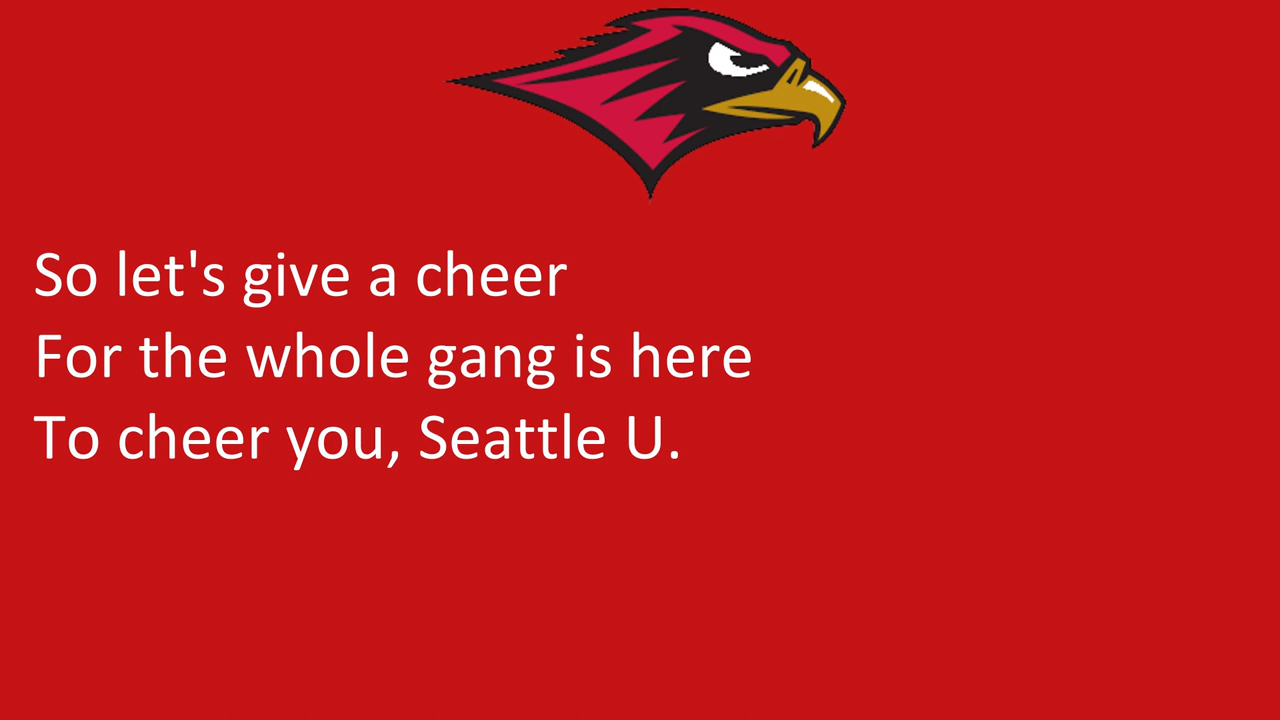 So let's give a cheer
For the whole gang is here
To cheer you, Seattle U.